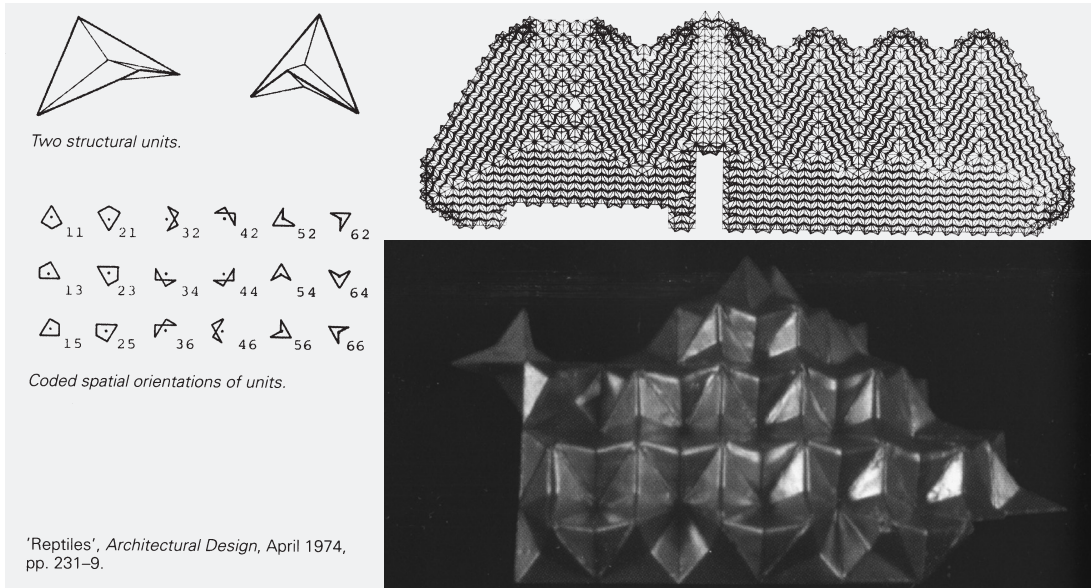 Two structural units.
11 21 32 42 52 62
13 23 34 44 54 64
15 25 36 46 56 66
Coded spatial orientations of units.
'Reptiles', Architectural Design, April 1974,
pp. 231–9.